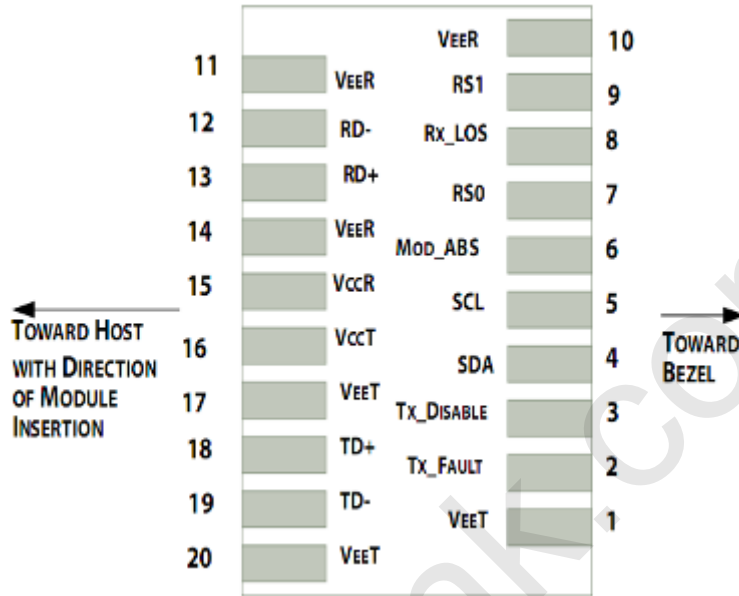 11 VEER
12 RD-
13 RD+
14 VEER
15 VCCR
16 VCCT
17 VEET
18 TD+
19 TD-
20 VEET
TOWARD HOST
WITH DIRECTION
OF MODULE
INSERTION
VEER 10
RS1 9
RX_LOS 8
RS0 7
MOD_ABS 6
SCL 5
SDA 4
TX_DISABLE 3
TX_FAULT 2
VEET 1
TOWARD
BEZEL